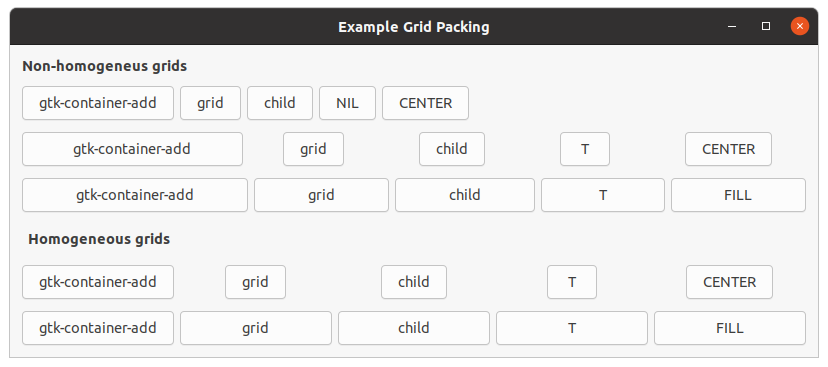 Example Grid Packing
Non-homogeneus grids
gtk-container-add grid child NIL CENTER
gtk-container-add grid child T CENTER
gtk-container-add grid child T FILL
Homogeneous grids
gtk-container-add grid child T CENTER
gtk-container-add grid child T FILL